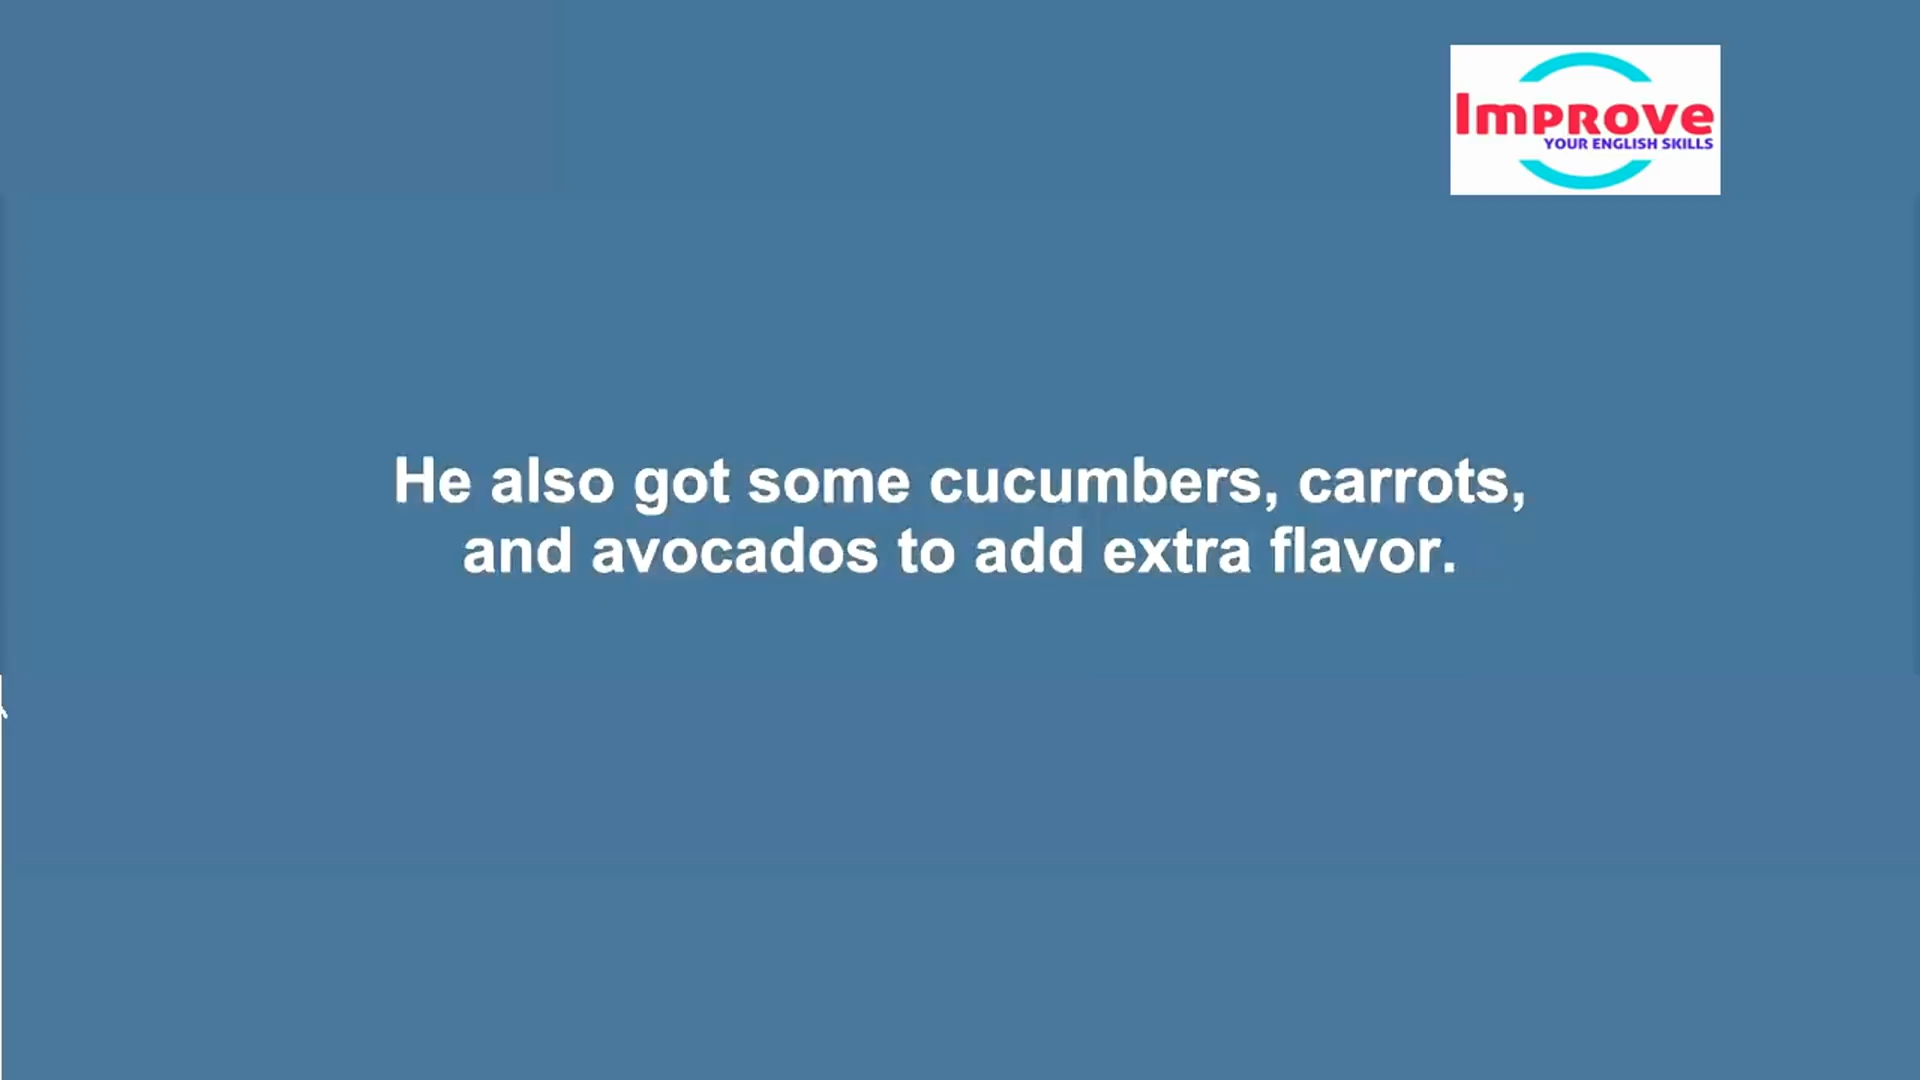 Improve
YOUR ENGLISH SKILLS
He also got some cucumbers, carrots,
and avocados to add extra flavor.